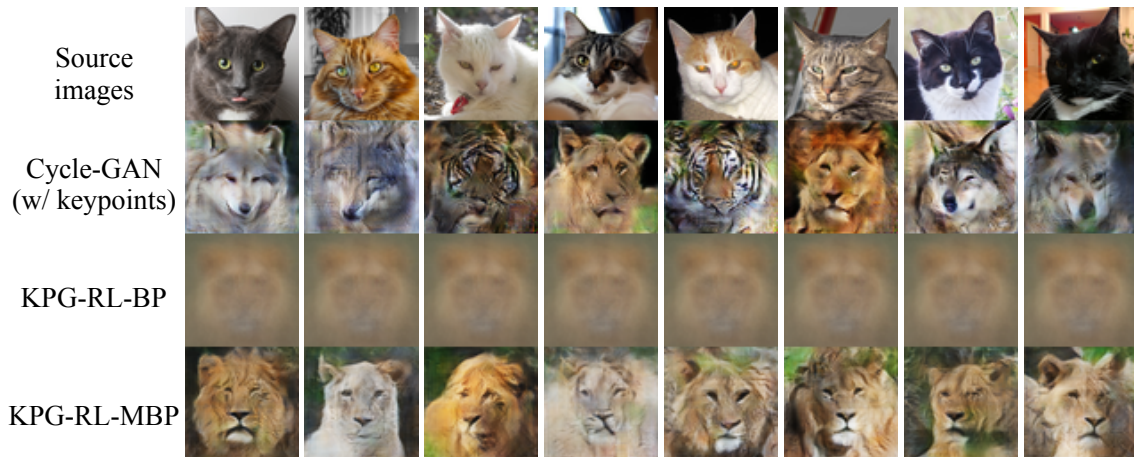 Source
images
Cycle-GAN
(w/ keypoints)
KPG-RL-BP
KPG-RL-MBP